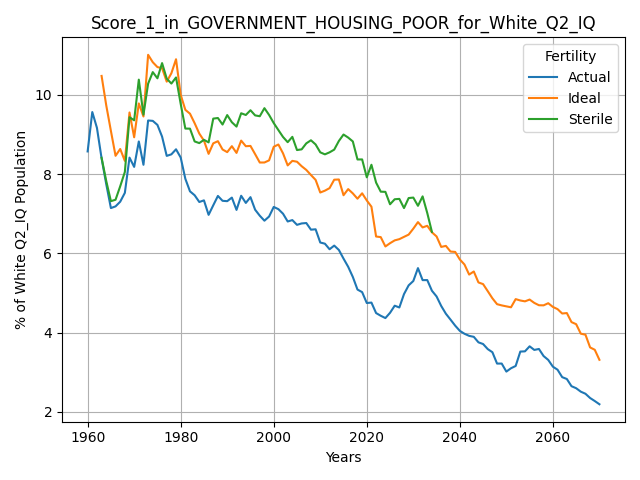 Score_1_in_GOVERNMENT_HOUSING_POOR_for_White_Q2_IQ
Fertility
Actual
Ideal
Sterile
% of White Q2_IQ Population
10
8
6
4
2
1960
1980
2000
2020
2040
2060
Years